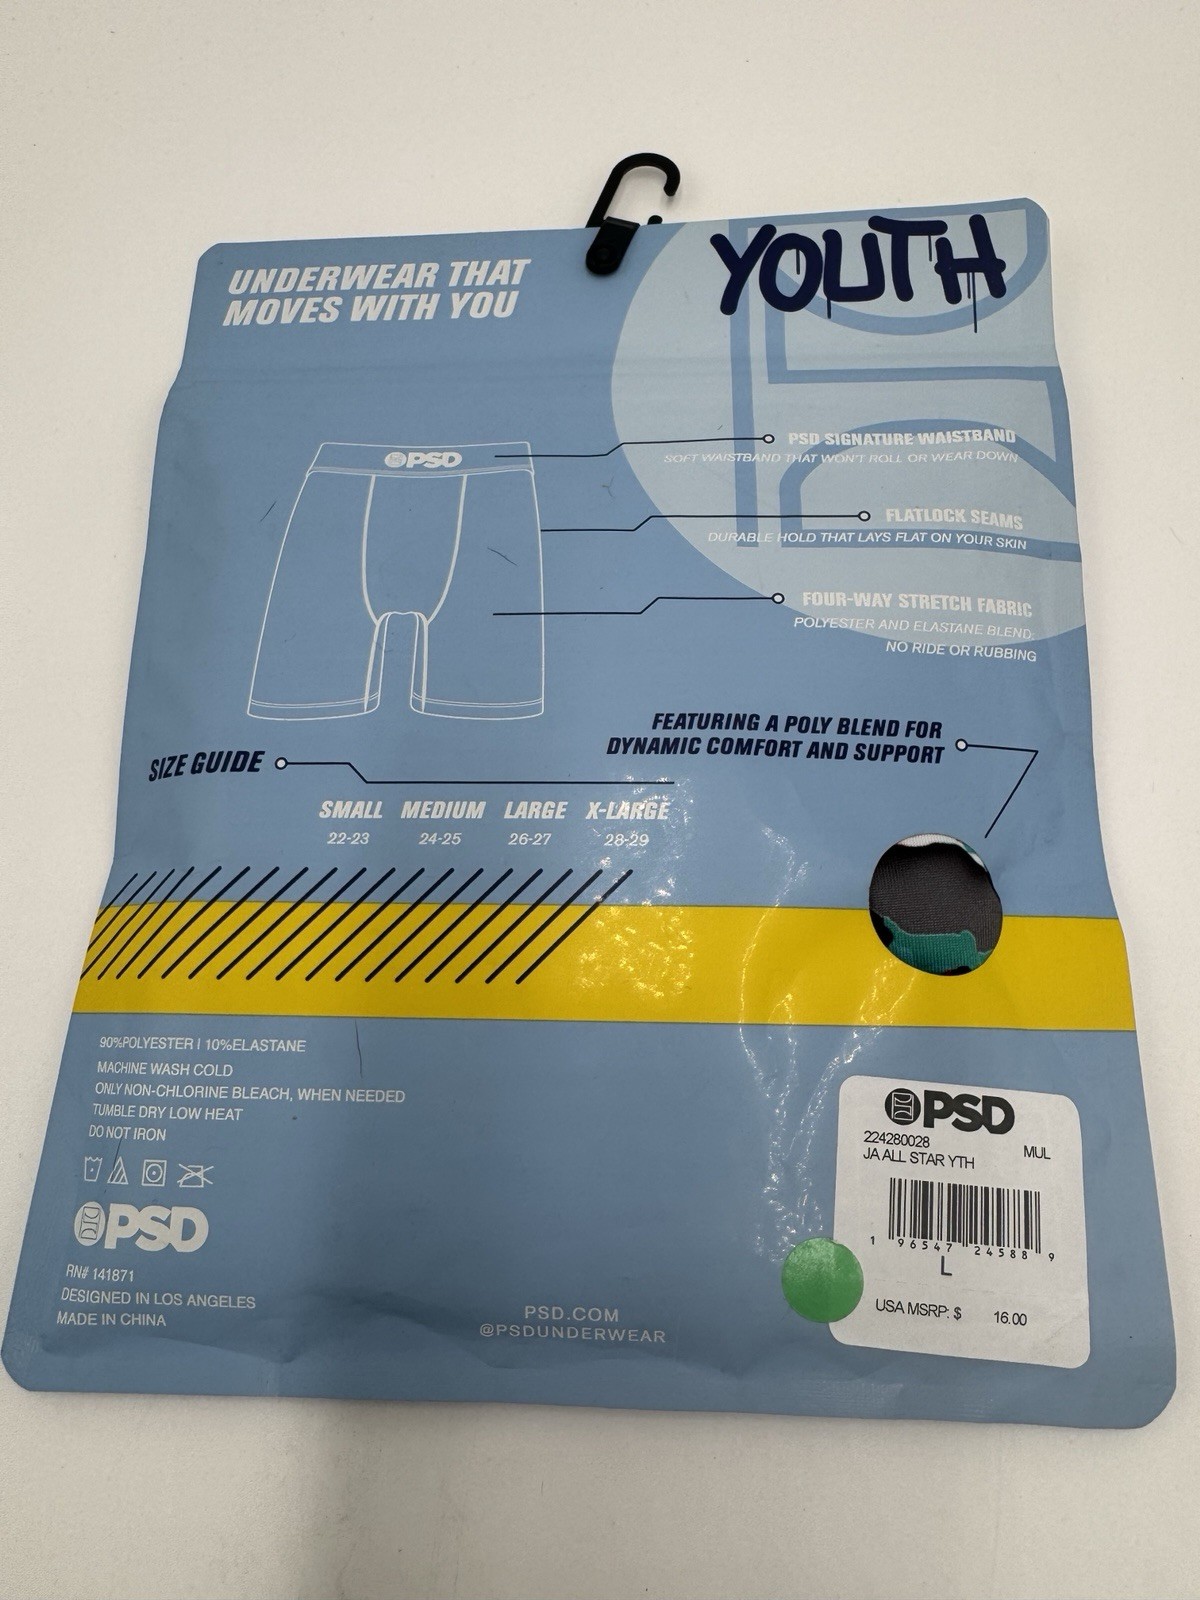 YOUTH
UNDERWEAR THAT
MOVES WITH YOU
PSD
PSD SIGNATURE WAISTBAND
SOFT WAISTBAND THAT WON'T ROLL OR WEAR DOWN
FLATLOCK SEAMS
DURABLE HOLD THAT LAYS FLAT ON YOUR SKIN
FOUR-WAY STRETCH FABRIC
POLYESTER AND ELASTANE BLEND,
NO RIDE OR RUBBING
FEATURING A POLY BLEND FOR
DYNAMIC COMFORT AND SUPPORT
SIZE GUIDE
SMALL MEDIUM LARGE X-LARGE
22-23 24-25 26-27 28-29
90%POLYESTER | 10%ELASTANE
MACHINE WASH COLD
ONLY NON-CHLORINE BLEACH, WHEN NEEDED
TUMBLE DRY LOW HEAT
DO NOT IRON
PSD
RN# 141871
DESIGNED IN LOS ANGELES
MADE IN CHINA
PSD.COM
@PSDUNDERWEAR
PSD
224280028 MUL
JA ALL STAR YTH
1 96547 24588 9
L
USA MSRP: $ 16.00